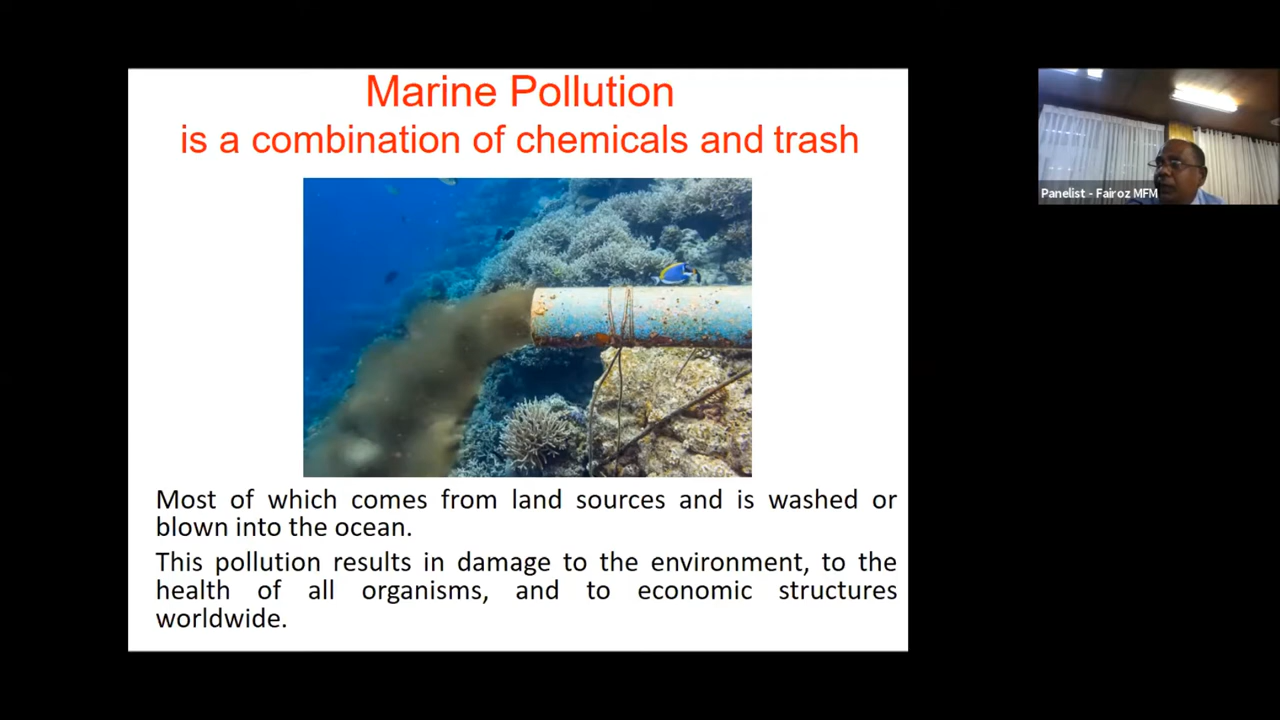 Marine Pollution
is a combination of chemicals and trash
Panelist - Fairoz MFM
Most of which comes from land sources and is washed or
blown into the ocean.
This pollution results in damage to the environment, to the
health of all organisms, and to economic structures
worldwide.